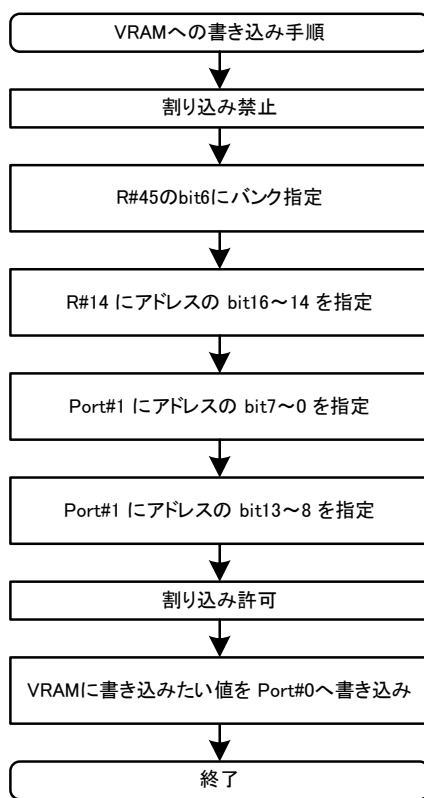 VRAMへの書き込み手順
割り込み禁止
R#45のbit6にバンク指定
R#14 にアドレスの bit16～14 を指定
Port#1 にアドレスの bit7～0 を指定
Port#1 にアドレスの bit13～8 を指定
割り込み許可
VRAMに書き込みたい値を Port#0へ書き込み
終了